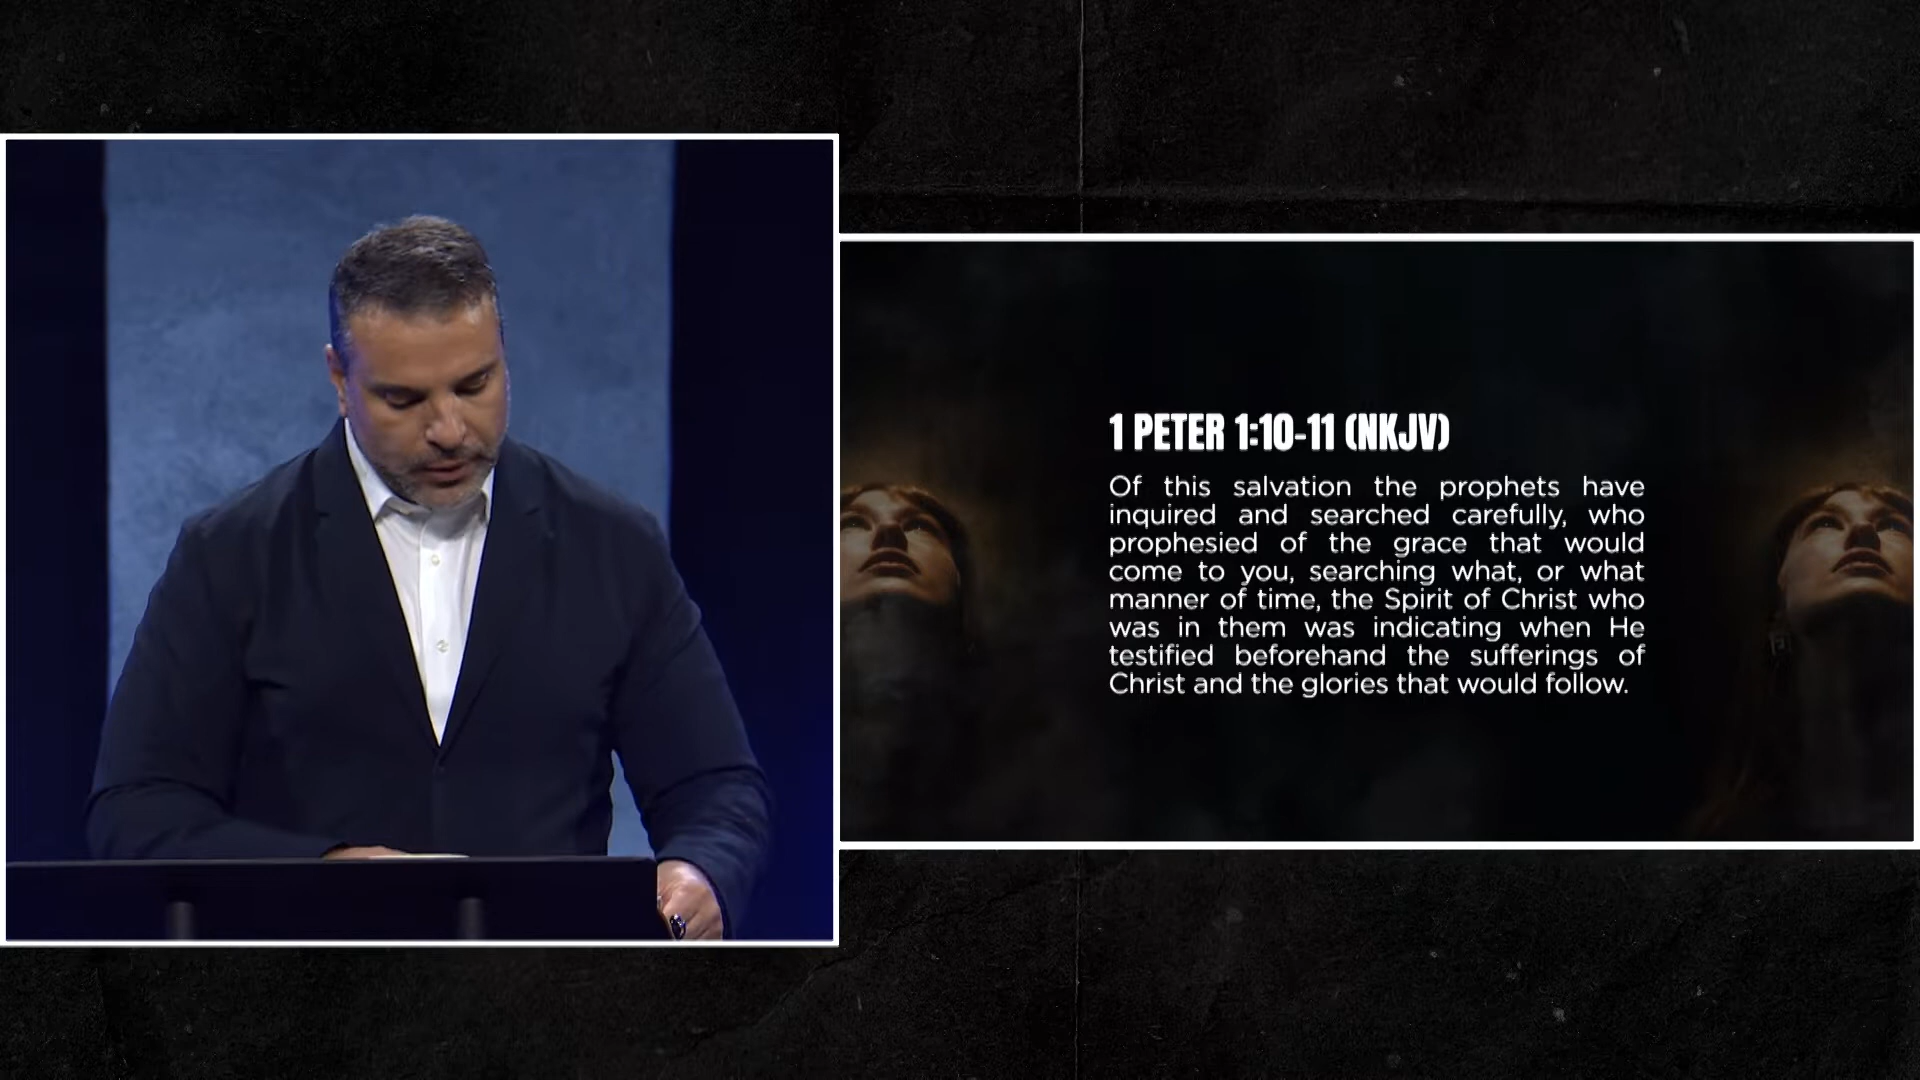 1 PETER 1:10-11 (NKJV)
Of this salvation the prophets have
inquired and searched carefully, who
prophesied of the grace that would
come to you, searching what, or what
manner of time, the Spirit of Christ who
was in them was indicating when He
testified beforehand the sufferings of
Christ and the glories that would follow.